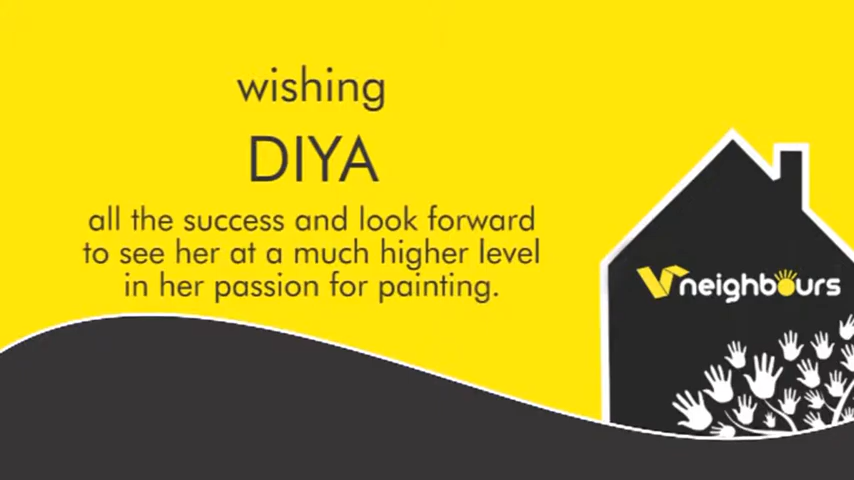 wishing
DIYA
all the success and look forward
to see her at a much higher level
in her passion for painting.
Vneighbours